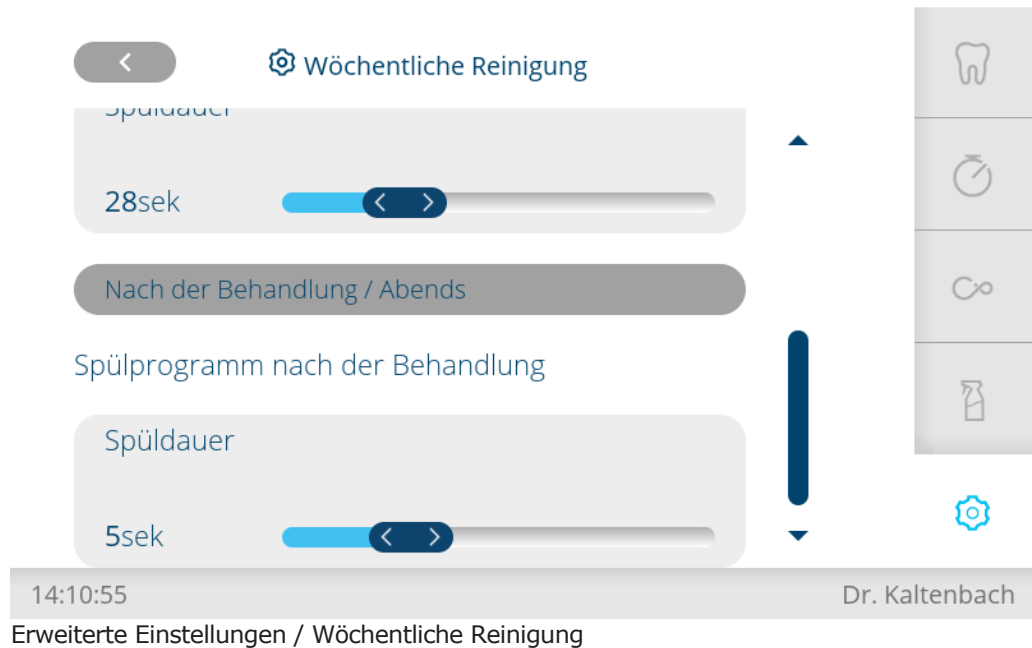 Wöchentliche Reinigung
Spüldauer
28sek
Nach der Behandlung / Abends
Spülprogramm nach der Behandlung
Spüldauer
5sek
14:10:55
Dr. Kaltenbach
Erweiterte Einstellungen / Wöchentliche Reinigung